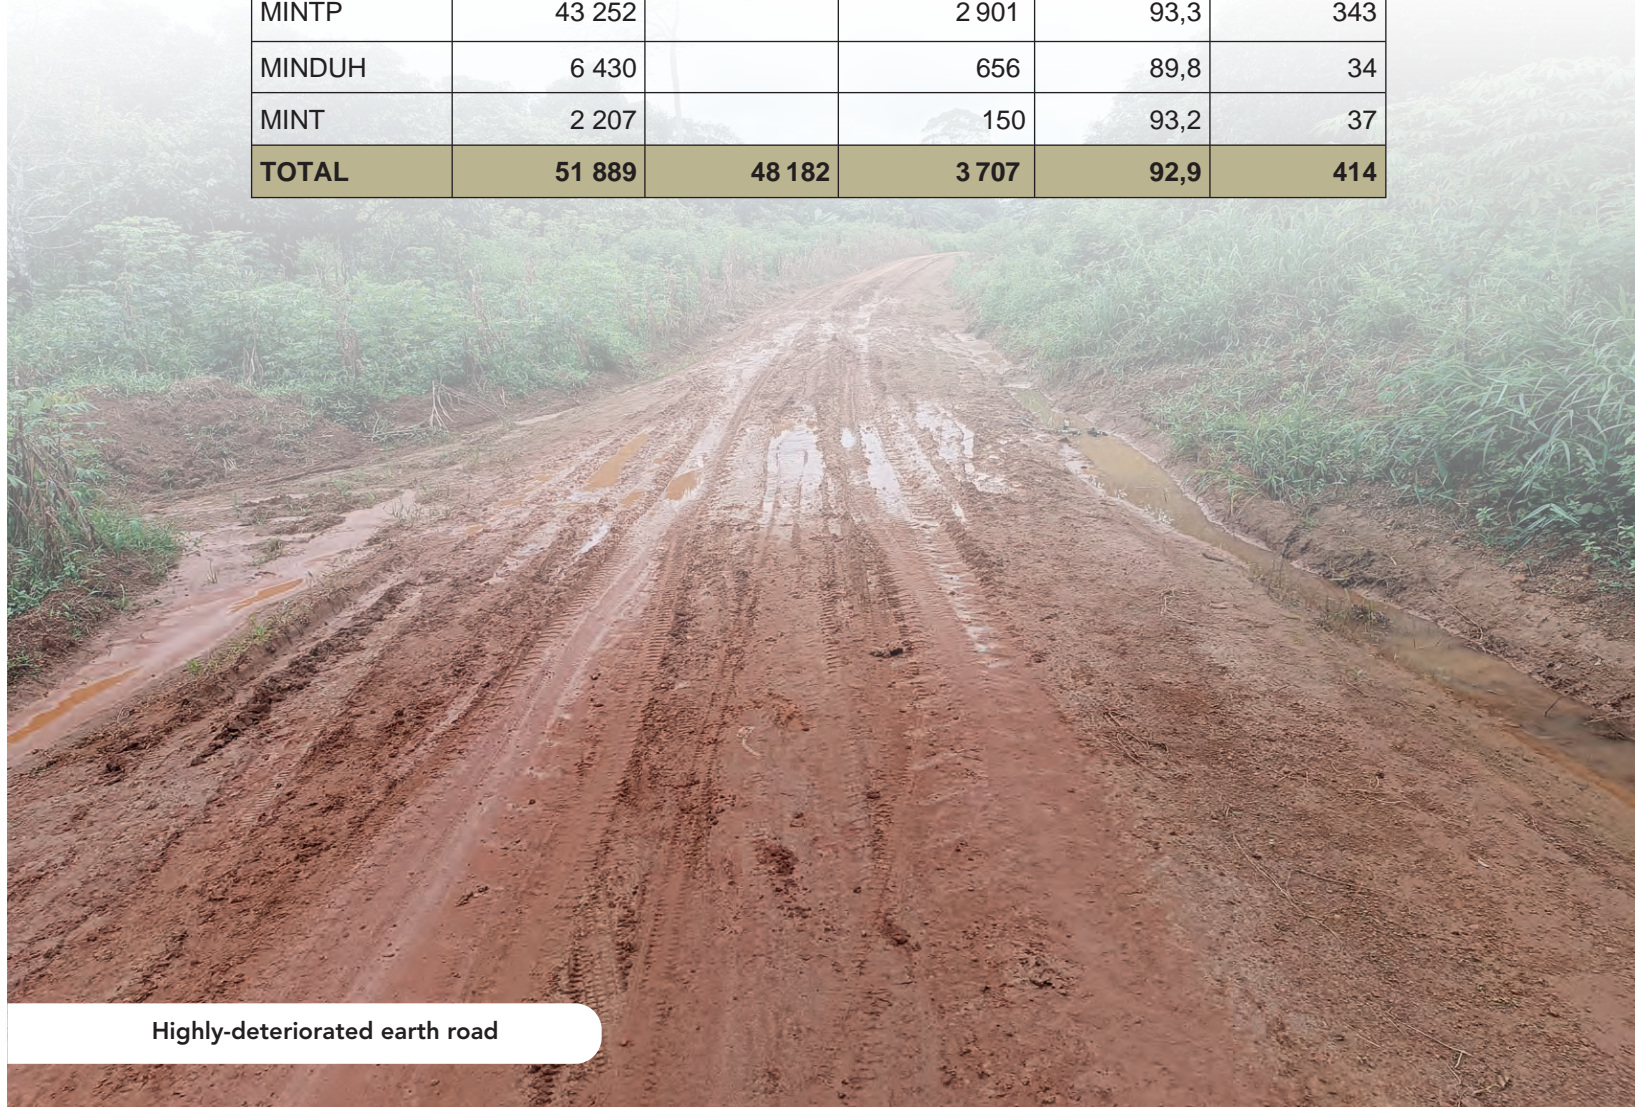 MINTP 43 252 2 901 93,3 343
MINDUH 6 430 656 89,8 34
MINT 2 207 150 93,2 37
TOTAL 51 889 48 182 3 707 92,9 414
Highly-deteriorated earth road